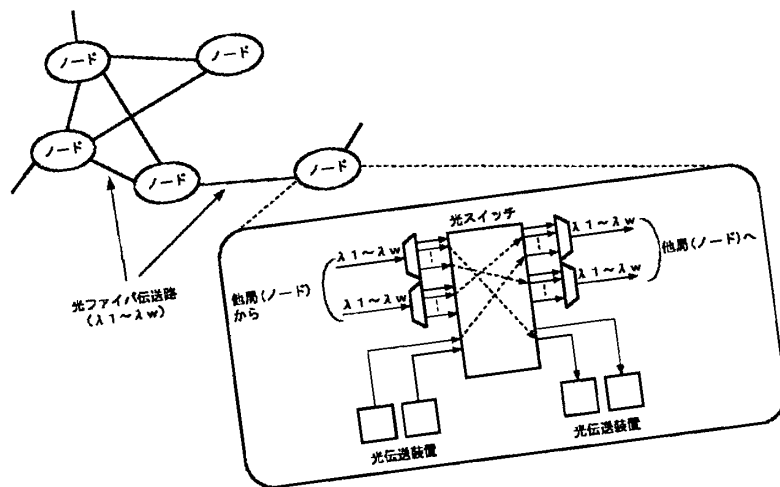 ノード
ノード
ノード
ノード
ノード
光ファイバ伝送路
(λ1~λw)
光スイッチ
λ1~λw
λ1~λw
λ1~λw
λ1~λw
他局(ノード)
から
他局(ノード)へ
光伝送装置
光伝送装置